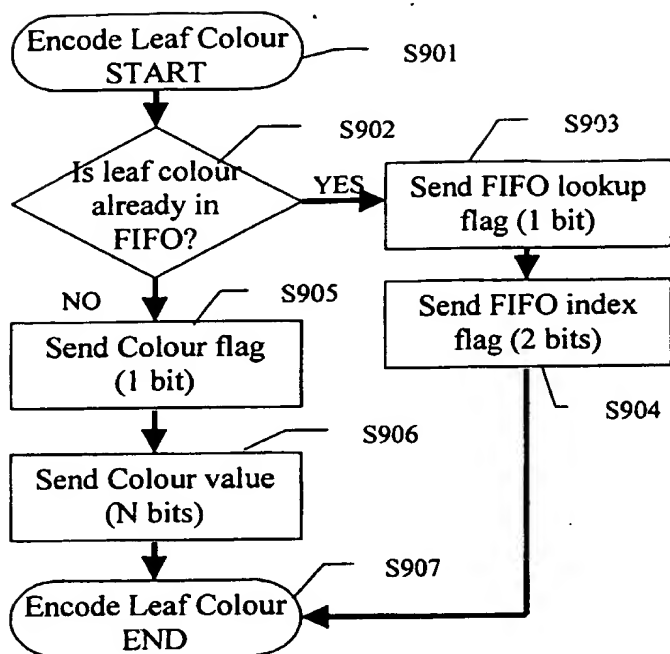 Encode Leaf Colour
START
S901
S902
S903
Is leaf colour
already in
FIFO?
YES
Send FIFO lookup
flag (1 bit)
NO
S905
Send FIFO index
flag (2 bits)
Send Colour flag
(1 bit)
S904
S906
Send Colour value
(N bits)
S907
Encode Leaf Colour
END